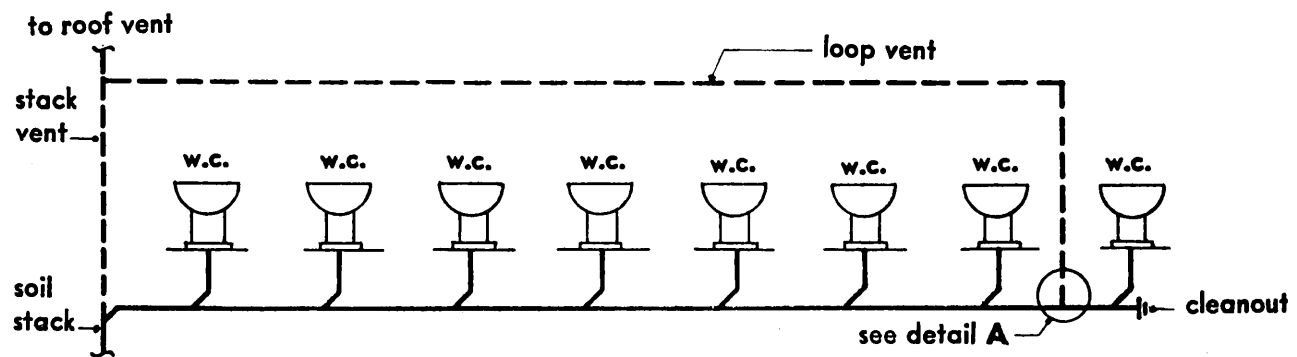 to roof vent
loop vent
stack
vent
w.c. w.c. w.c. w.c. w.c. w.c. w.c. w.c.
soil
stack
cleanout
see detail A